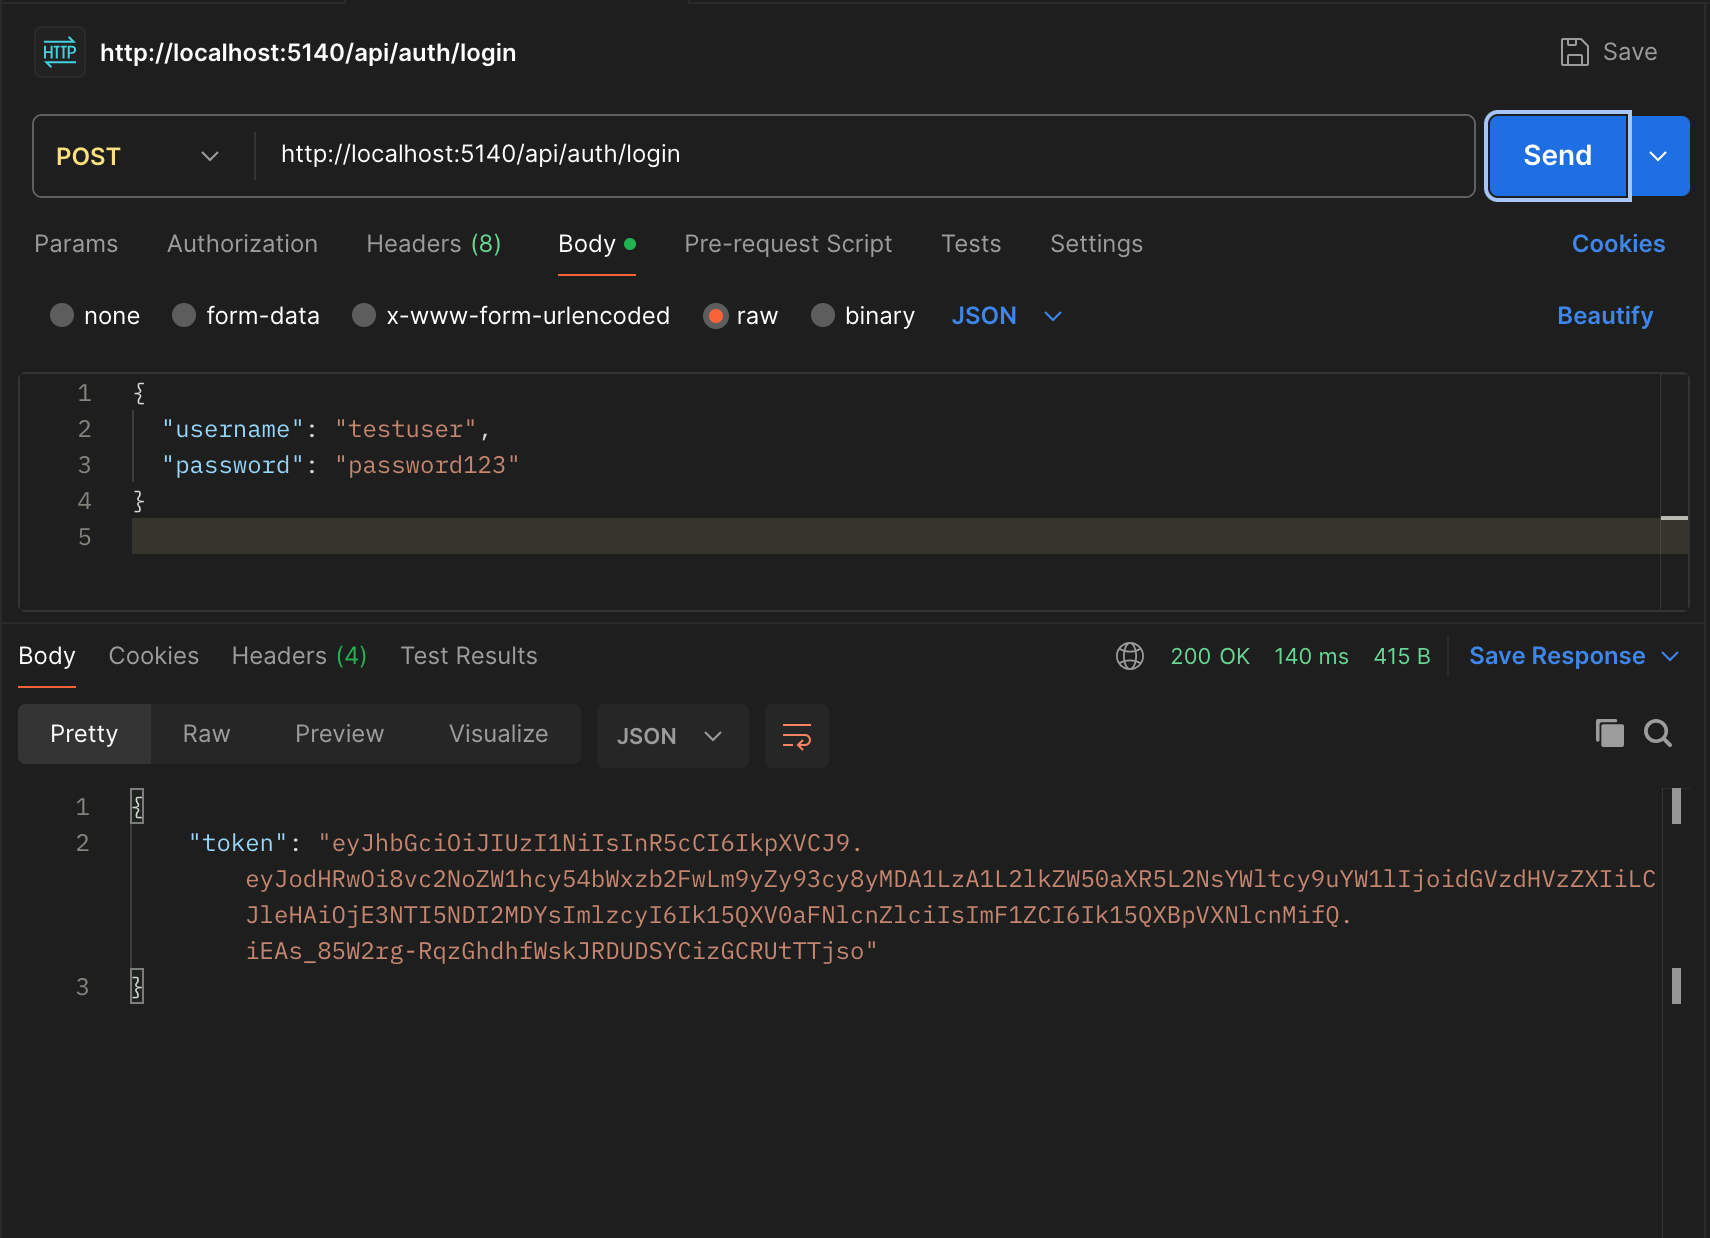 HTTP http://localhost:5140/api/auth/login Save
POST http://localhost:5140/api/auth/login Send
Params Authorization Headers (8) Body Pre-request Script Tests Settings Cookies
none form-data x-www-form-urlencoded raw binary JSON Beautify
1 {
2 "username": "testuser",
3 "password": "password123"
4 }
5
Body Cookies Headers (4) Test Results 200 OK 140 ms 415 B Save Response
Pretty Raw Preview Visualize JSON
1 {
2 "token": "eyJhbGciOiJIUzI1NiIsInR5cCI6IkpXVCJ9.
eyJodHRwOi8vc2NoZW1hcy54bWxzb2FwLm9yZy93cy8yMDA1LzA1L2lkZW50aXR5L2NsYWltcy9uYW1lIjoidGVzdHVzZXIiLC
JleHAiOjE3NTI5NDI2MDYsImlzcyI6Ik15QXV0aFNlcnZlciIsImF1ZCI6Ik15QXBpVXNlcnMifQ.
iEAs_85W2rg-RqzGhdhfWskJRDUDSYCizGCRUtTTjso"
3 }